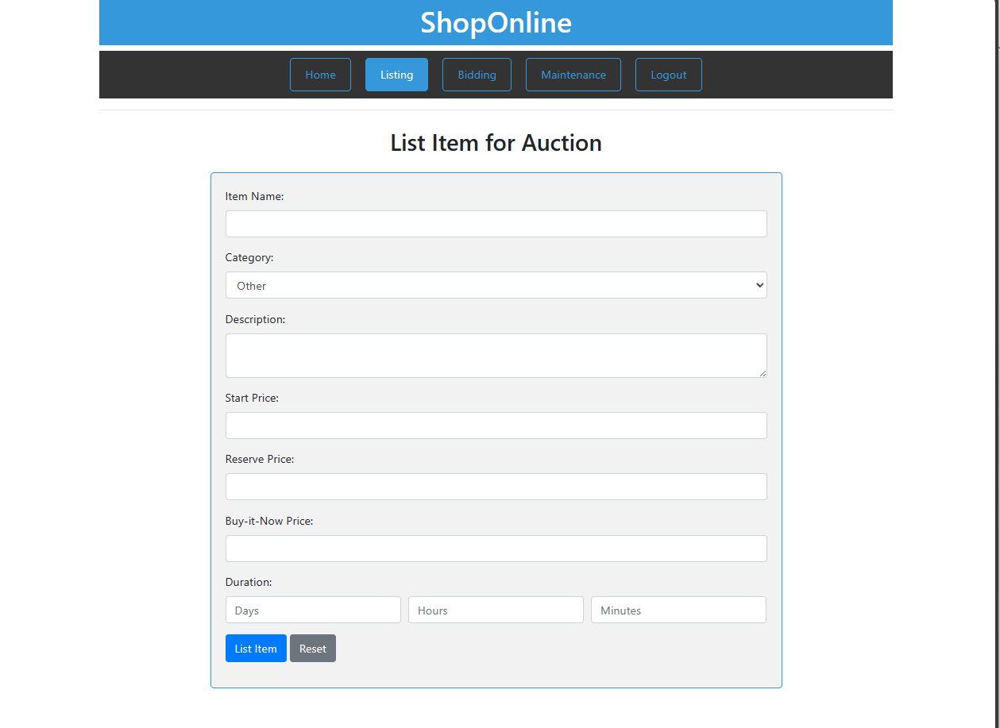 ShopOnline
Home Listing Bidding Maintenance Logout
List Item for Auction
Item Name:
Category:
Other
Description:
Start Price:
Reserve Price:
Buy-it-Now Price:
Duration:
Days Hours Minutes
List Item Reset